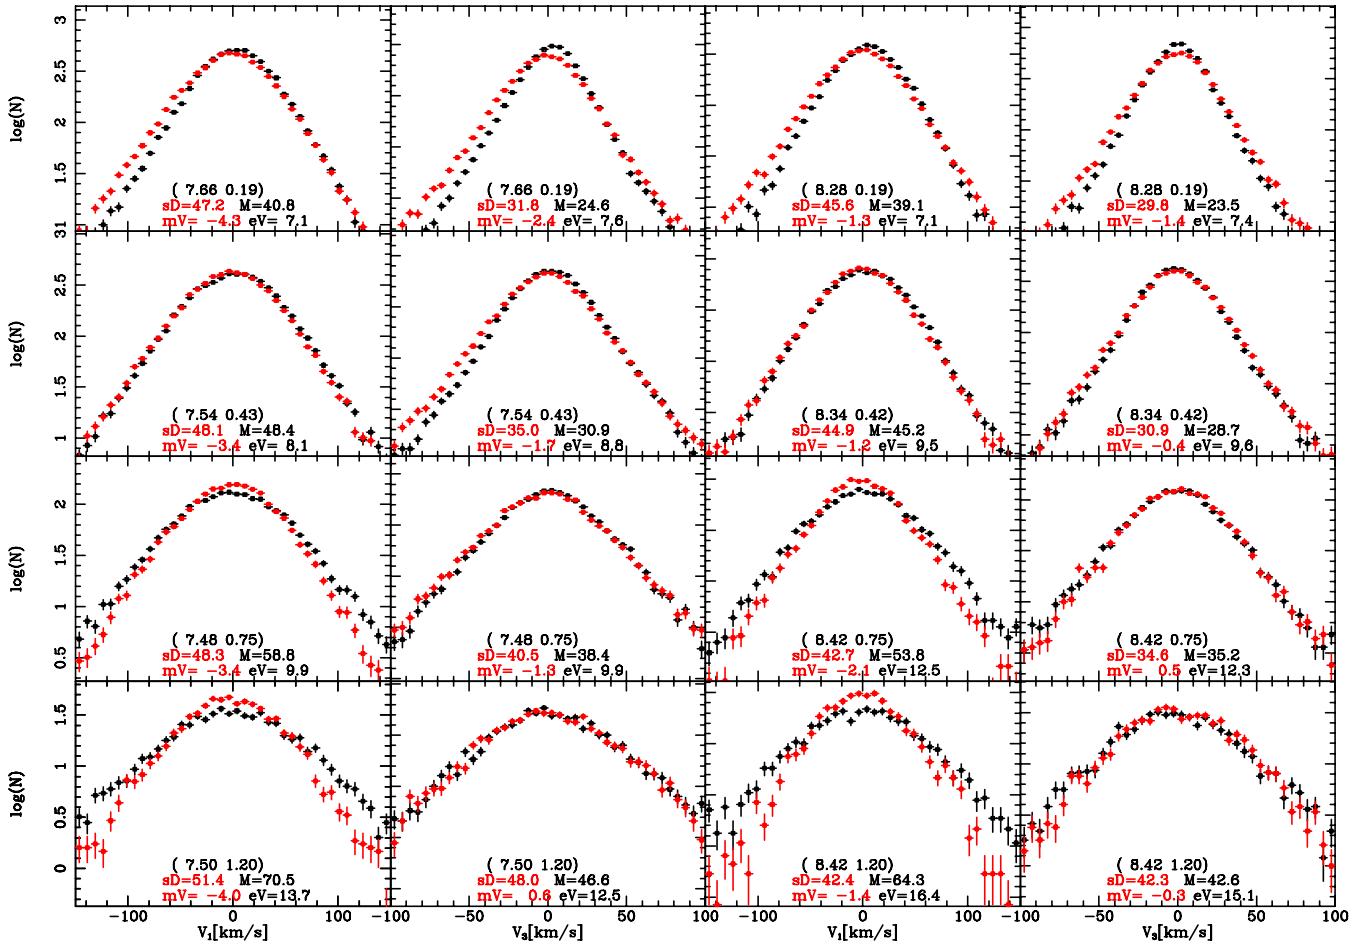 3
2.5
2
1.5
31
log(N)
( 7.66 0.19)
sD=47.2 M=40.8
mV= −4.3 eV= 7.1
( 7.66 0.19)
sD=31.8 M=24.6
mV= −2.4 eV= 7.6
( 8.28 0.19)
sD=45.6 M=39.1
mV= −1.3 eV= 7.1
( 8.28 0.19)
sD=29.8 M=23.5
mV= −1.4 eV= 7.4
2.5
2
1.5
1
log(N)
( 7.54 0.43)
sD=48.1 M=48.4
mV= −3.4 eV= 8.1
( 7.54 0.43)
sD=35.0 M=30.9
mV= −1.7 eV= 8.8
( 8.34 0.42)
sD=44.9 M=45.2
mV= −1.2 eV= 9.5
( 8.34 0.42)
sD=30.9 M=28.7
mV= −0.4 eV= 9.6
2
1.5
1
0.5
log(N)
( 7.48 0.75)
sD=48.3 M=58.8
mV= −3.4 eV= 9.9
( 7.48 0.75)
sD=40.5 M=38.4
mV= −1.3 eV= 9.9
( 8.42 0.75)
sD=42.7 M=53.8
mV= −2.1 eV=12.5
( 8.42 0.75)
sD=34.6 M=35.2
mV= 0.5 eV=12.3
1.5
1
0.5
0
log(N)
( 7.50 1.20)
sD=51.4 M=70.5
mV= −4.0 eV=13.7
( 7.50 1.20)
sD=48.0 M=46.6
mV= 0.6 eV=12.5
( 8.42 1.20)
sD=42.4 M=64.3
mV= −1.4 eV=16.4
( 8.42 1.20)
sD=42.3 M=42.6
mV= −0.3 eV=15.1
−100 0 100 −50 0 50 100 −100 0 100 −50 0 50 100
V₁[km/s] V₃[km/s] V₁[km/s] V₃[km/s]